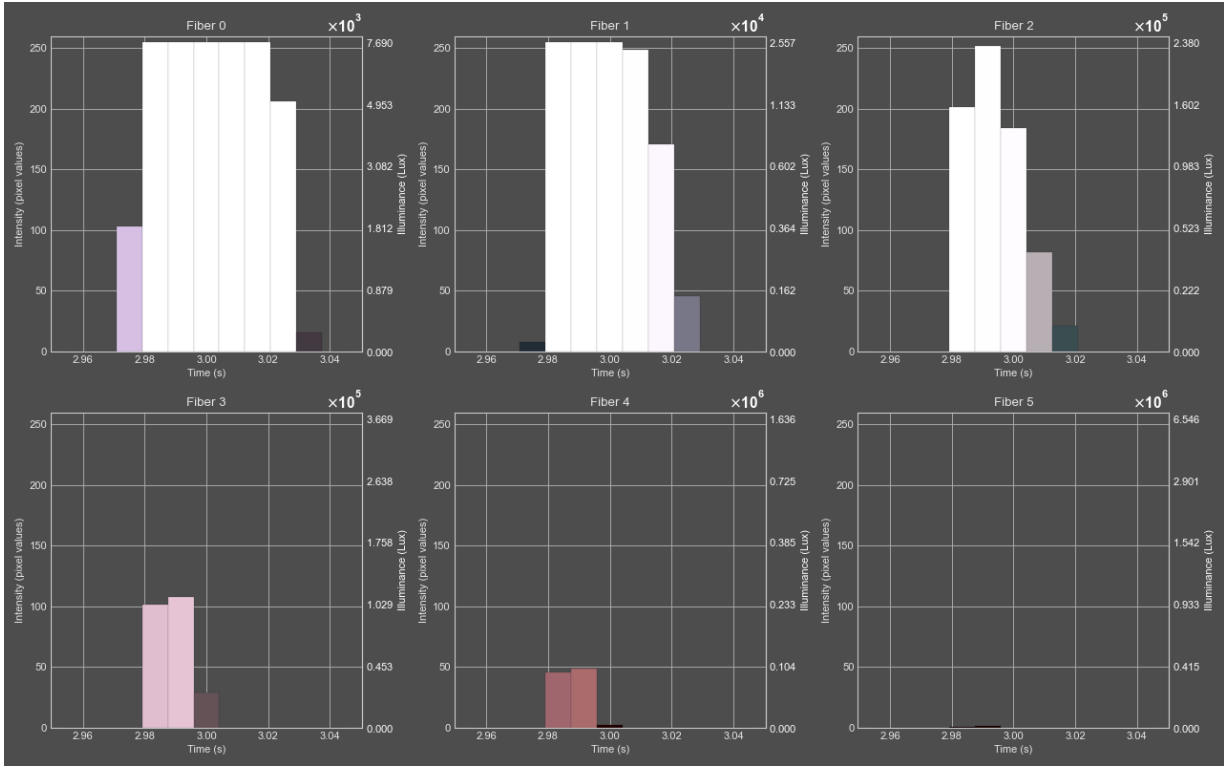 Fiber 0 ×10³
Intensity (pixel values)
250
200
150
100
50
0
7.690
4.953
3.082
1.812
0.879
0.000
Illuminance (Lux)
2.96 2.98 3.00 3.02 3.04
Time (s)
Fiber 1 ×10⁴
Intensity (pixel values)
250
200
150
100
50
0
2.557
1.133
0.602
0.364
0.162
0.000
Illuminance (Lux)
2.96 2.98 3.00 3.02 3.04
Time (s)
Fiber 2 ×10⁵
Intensity (pixel values)
250
200
150
100
50
0
2.380
1.602
0.983
0.523
0.222
0.000
Illuminance (Lux)
2.96 2.98 3.00 3.02 3.04
Time (s)
Fiber 3 ×10⁵
Intensity (pixel values)
250
200
150
100
50
0
3.669
2.638
1.758
1.029
0.453
0.000
Illuminance (Lux)
2.96 2.98 3.00 3.02 3.04
Time (s)
Fiber 4 ×10⁶
Intensity (pixel values)
250
200
150
100
50
0
1.636
0.725
0.385
0.233
0.104
0.000
Illuminance (Lux)
2.96 2.98 3.00 3.02 3.04
Time (s)
Fiber 5 ×10⁶
Intensity (pixel values)
250
200
150
100
50
0
6.546
2.901
1.542
0.933
0.415
0.000
Illuminance (Lux)
2.96 2.98 3.00 3.02 3.04
Time (s)